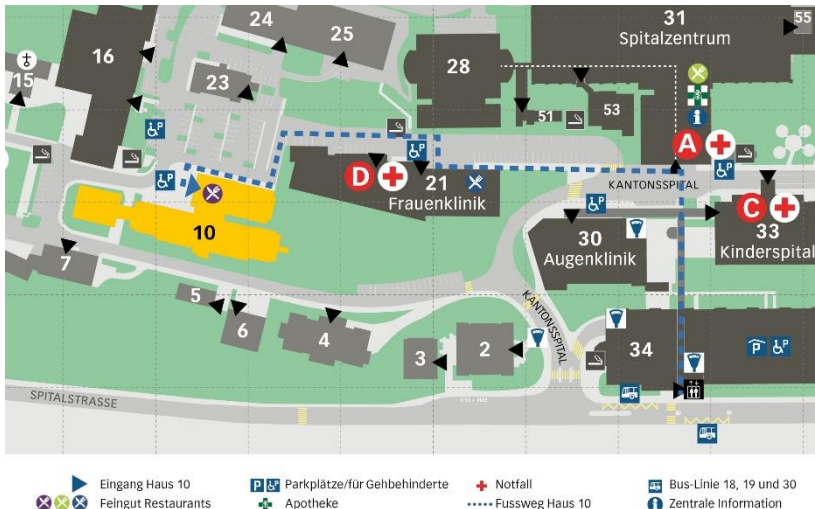 24
25
31
Spitalzentrum
55
16
15
23
28
51
53
A
D
21
Frauenklinik
KANTONSSPITAL
C
33
Kinderspital
10
30
Augenklinik
7
5
6
4
3
2
KANTONSSPITAL
34
P
SPITALSTRASSE
Eingang Haus 10
P Parkplätze/für Gehbehinderte
Notfall
Bus-Linie 18, 19 und 30
Feingut Restaurants
Apotheke
Fussweg Haus 10
i Zentrale Information